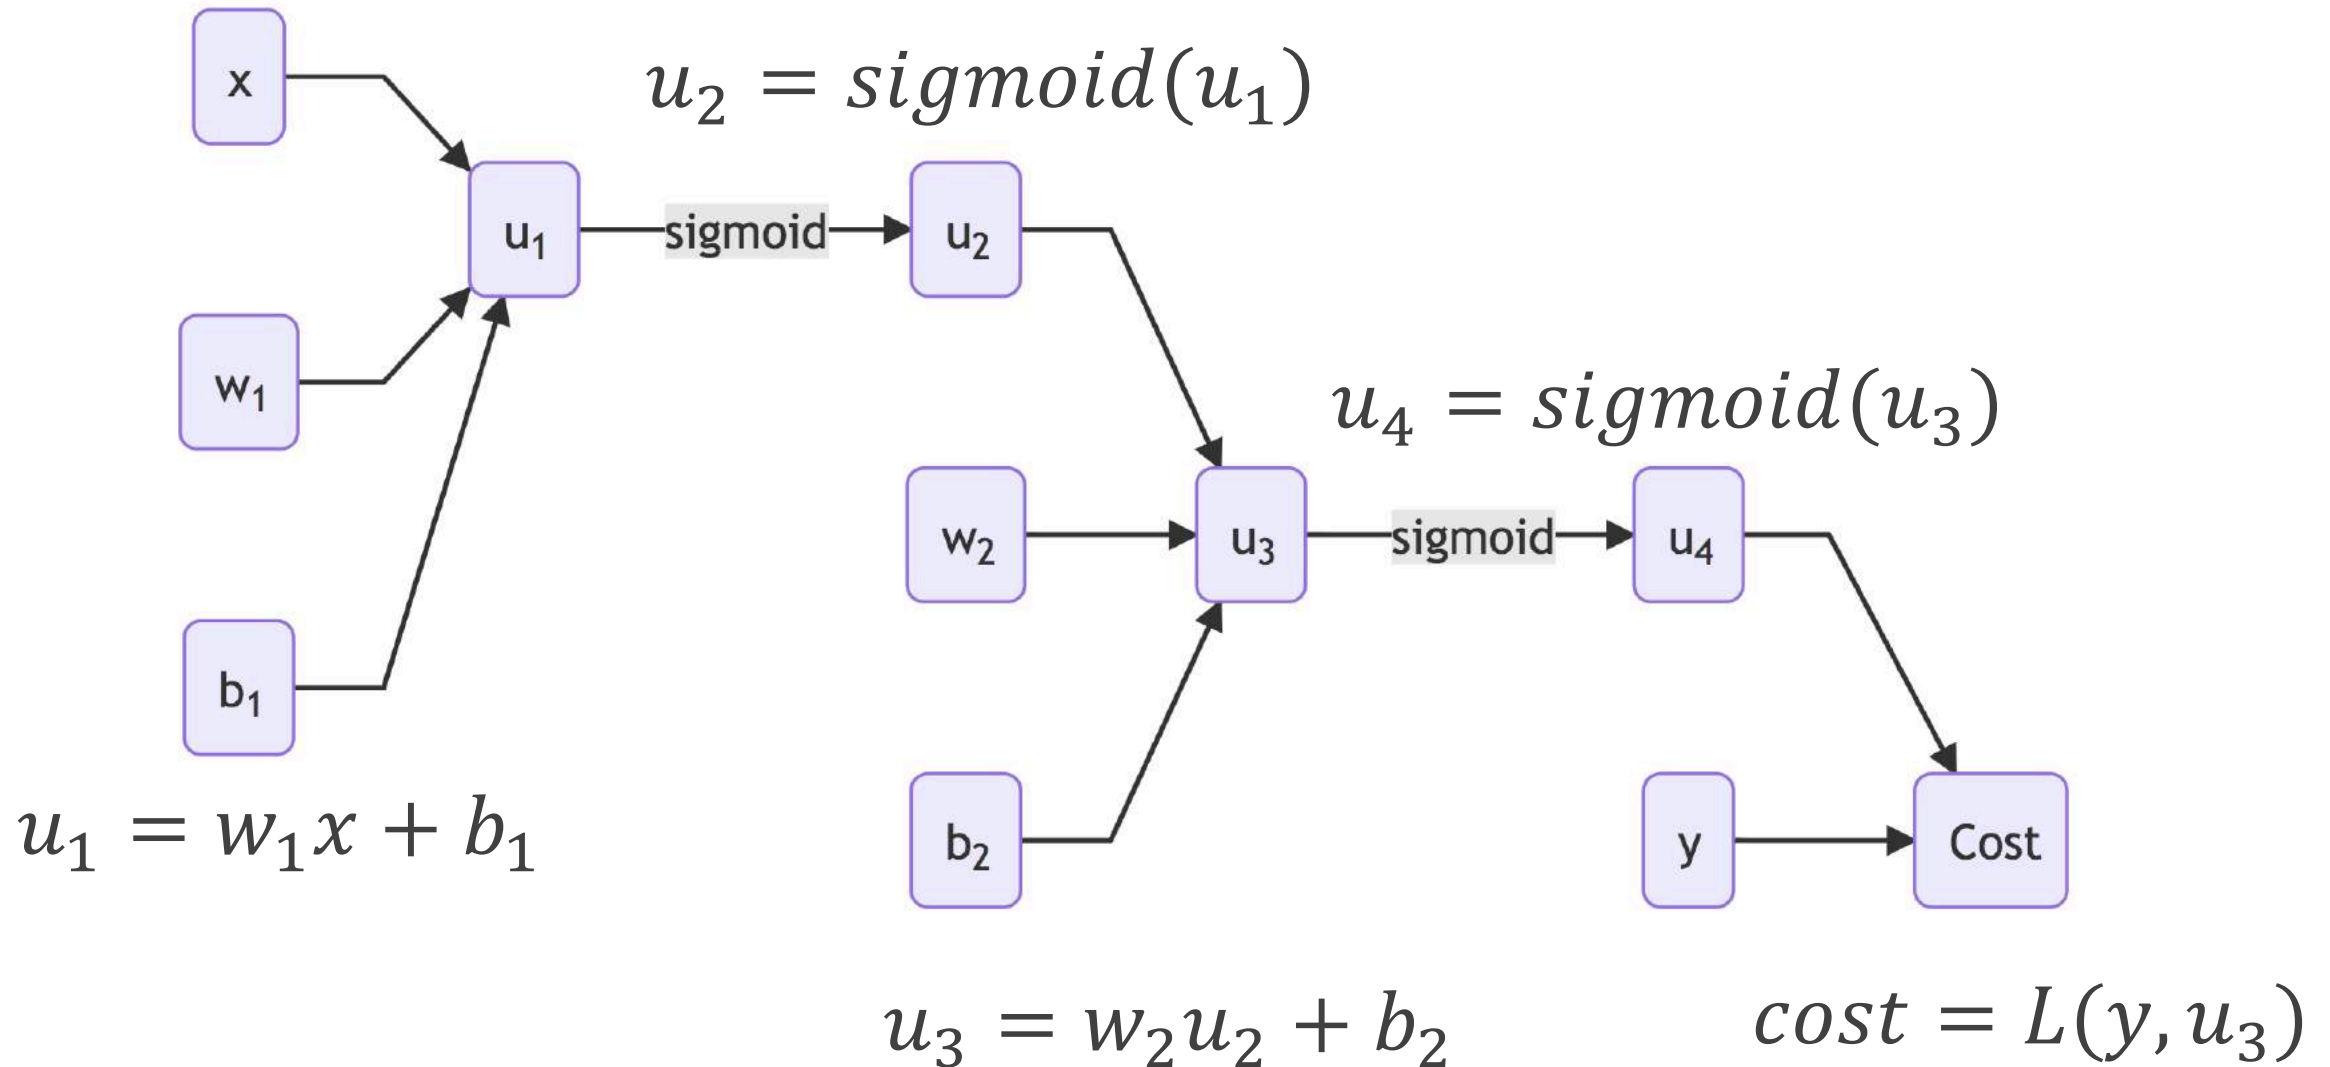 x
u₂ = sigmoid(u₁)
u₁
sigmoid
u₂
w₁
u₄ = sigmoid(u₃)
w₂
u₃
sigmoid
u₄
b₁
u₁ = w₁x + b₁
b₂
y
Cost
u₃ = w₂u₂ + b₂
cost = L(y, u₃)